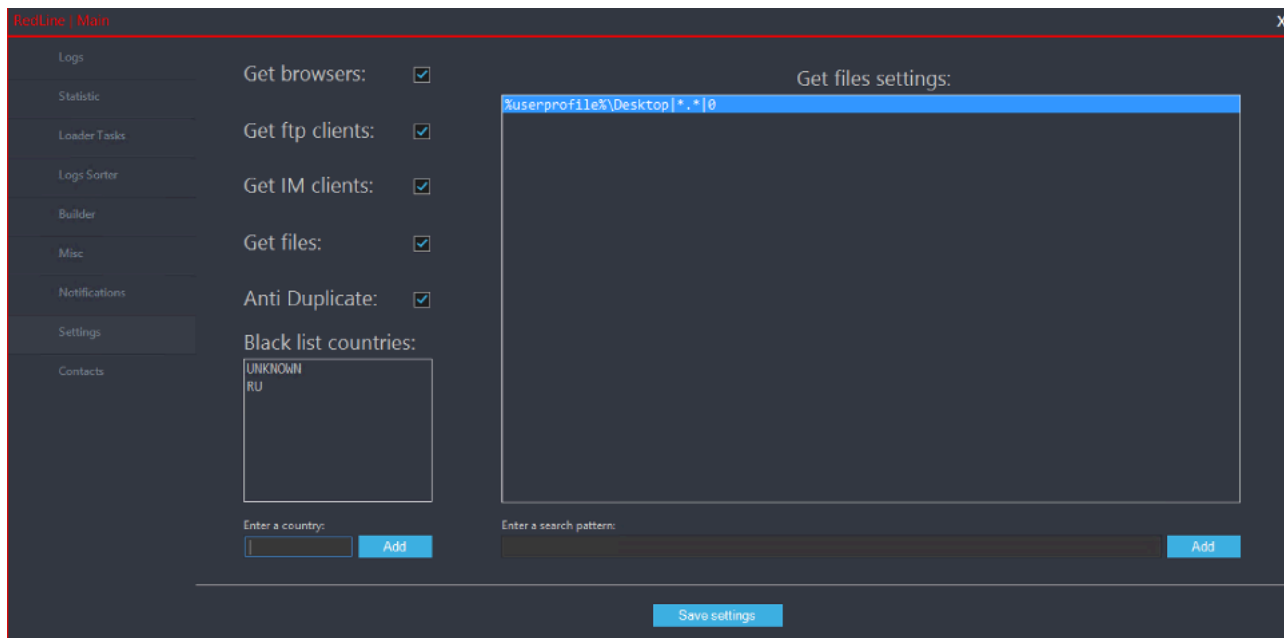 RedLine | Main
X
Logs
Statistic
Loader Tasks
Logs Sorter
Builder
Misc
Notifications
Settings
Contacts
Get browsers:
Get ftp clients:
Get IM clients:
Get files:
Anti Duplicate:
Black list countries:
UNKNOWN
RU
Enter a country:
Add
Get files settings:
%userprofile%\Desktop|*.*|0
Enter a search pattern:
Add
Save settings